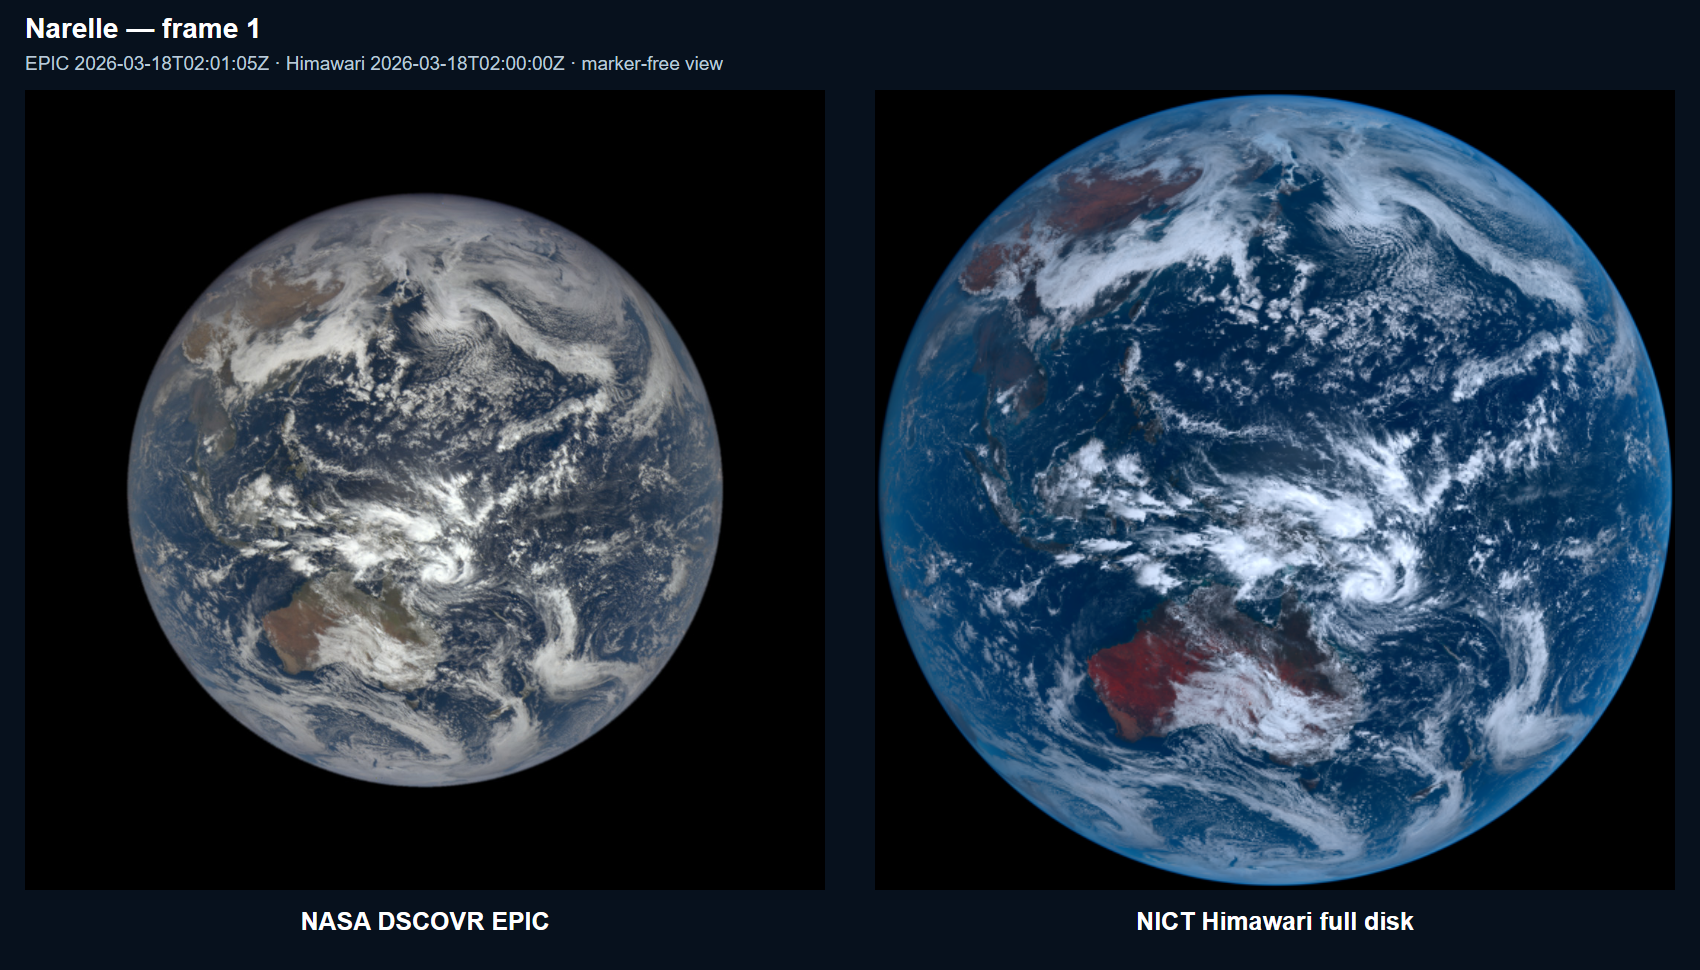 Narelle — frame 1
EPIC 2026-03-18T02:01:05Z · Himawari 2026-03-18T02:00:00Z · marker-free view
NASA DSCOVR EPIC
NICT Himawari full disk